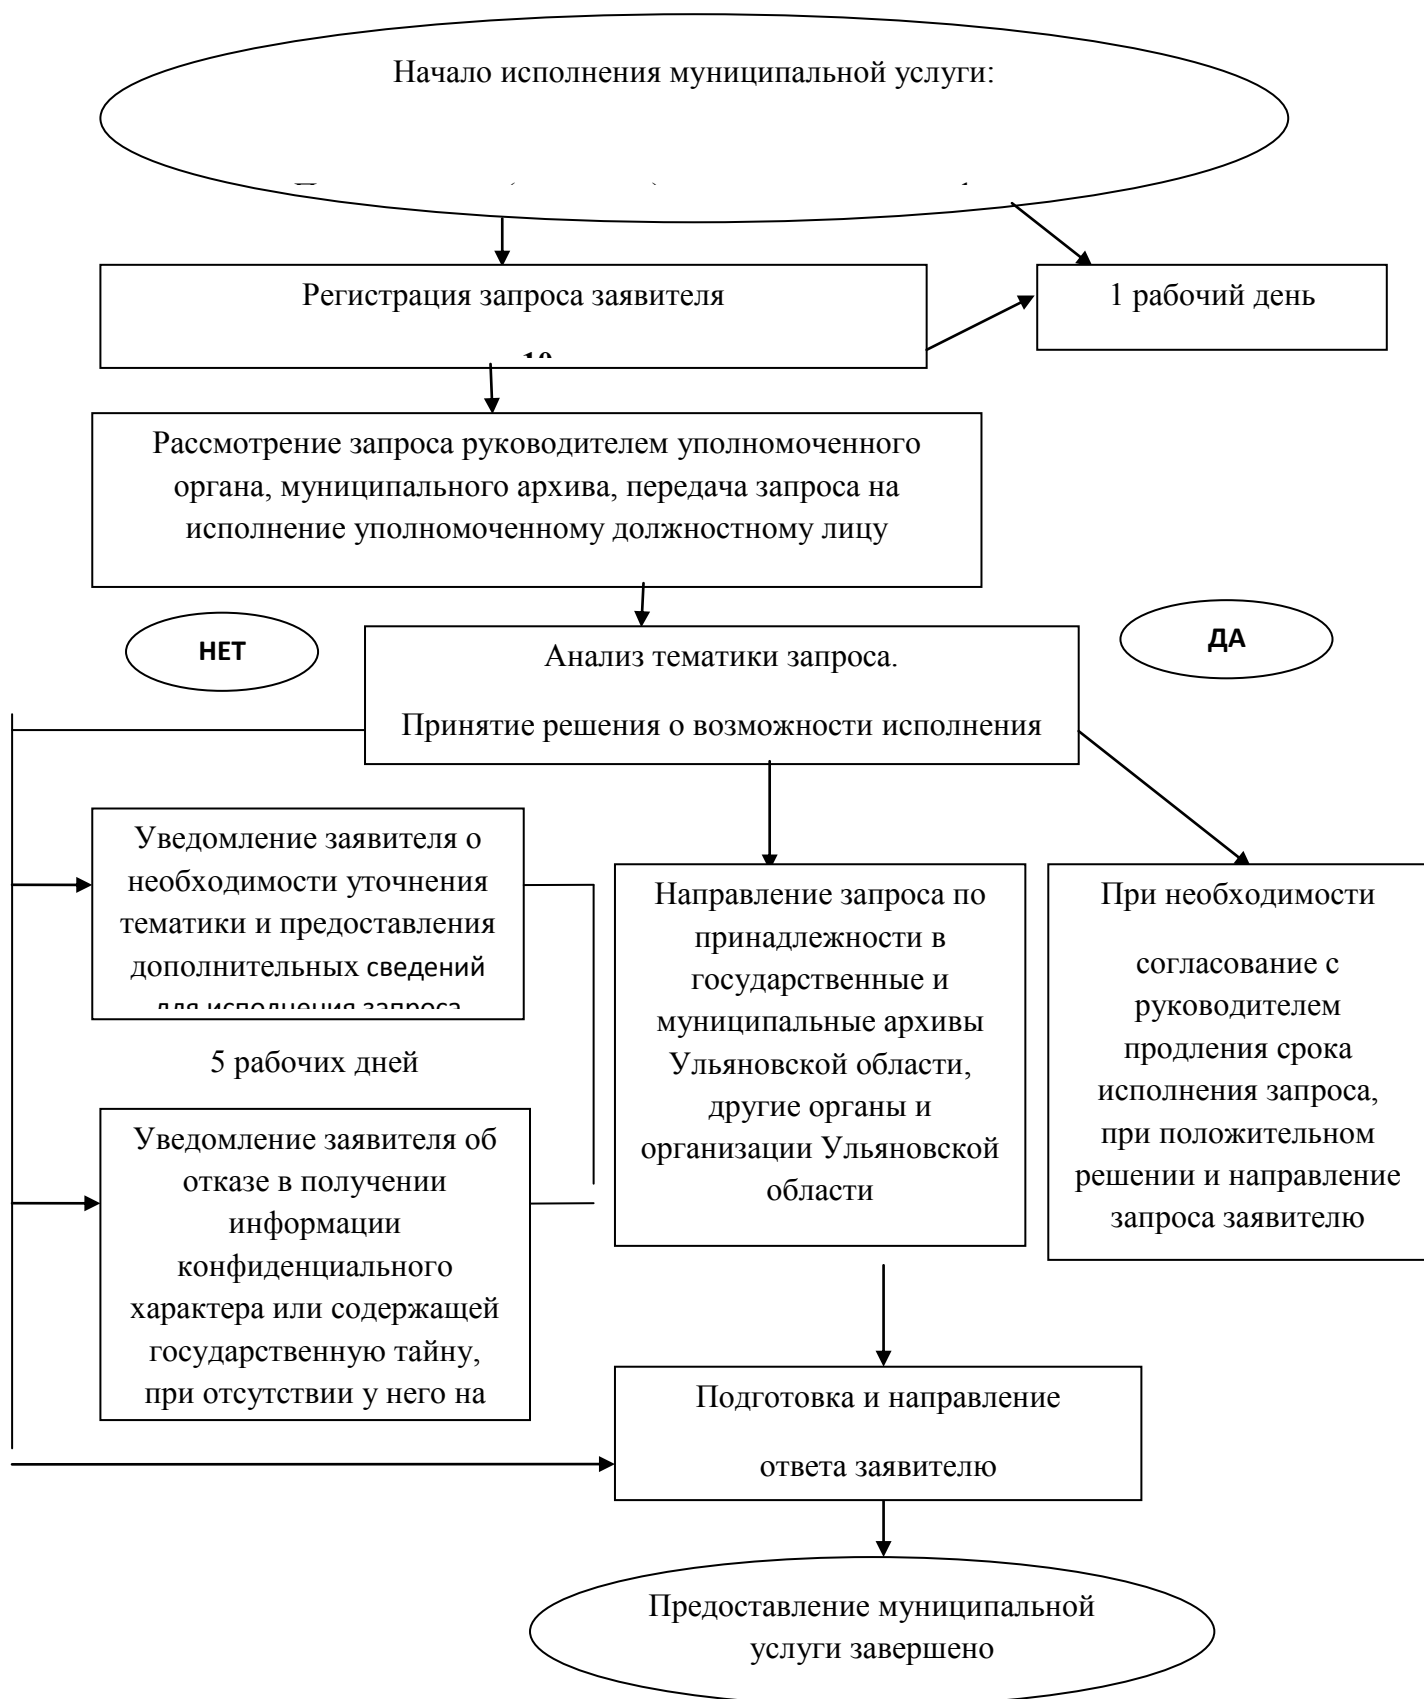 Начало исполнения муниципальной услуги:
Регистрация запроса заявителя
1 рабочий день
Рассмотрение запроса руководителем уполномоченного
органа, муниципального архива, передача запроса на
исполнение уполномоченному должностному лицу
НЕТ
ДА
Анализ тематики запроса.
Принятие решения о возможности исполнения
Уведомление заявителя о
необходимости уточнения
тематики и предоставления
дополнительных сведений
для исполнения запроса
5 рабочих дней
Уведомление заявителя об
отказе в получении
информации
конфиденциального
характера или содержащей
государственную тайну,
при отсутствии у него на
Направление запроса по
принадлежности в
государственные и
муниципальные архивы
Ульяновской области,
другие органы и
организации Ульяновской
области
При необходимости
согласование с
руководителем
продления срока
исполнения запроса,
при положительном
решении и направление
запроса заявителю
Подготовка и направление
ответа заявителю
Предоставление муниципальной
услуги завершено